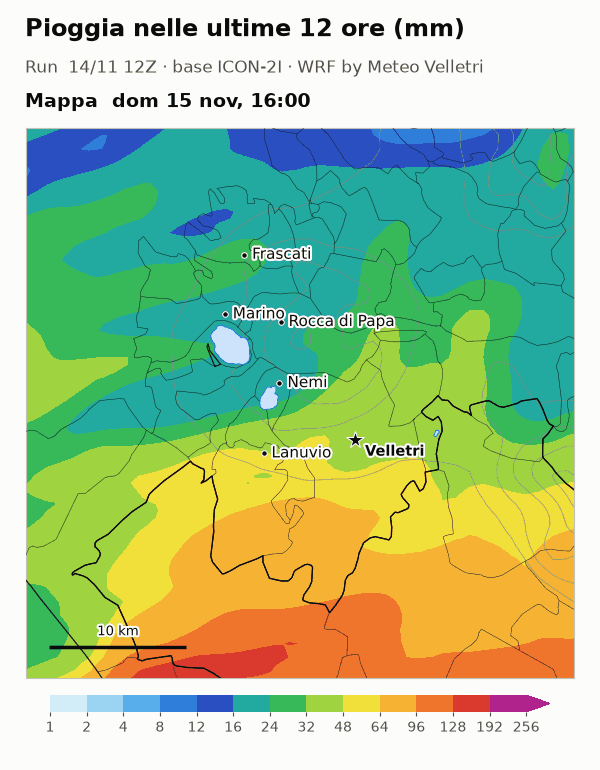 Pioggia nelle ultime 12 ore (mm)
Run 14/11 12Z · base ICON-2I · WRF by Meteo Velletri
Mappa dom 15 nov, 16:00
Frascati
Marino
Rocca di Papa
Nemi
Velletri
Lanuvio
10 km
1 2 4 8 12 16 24 32 48 64 96 128 192 256